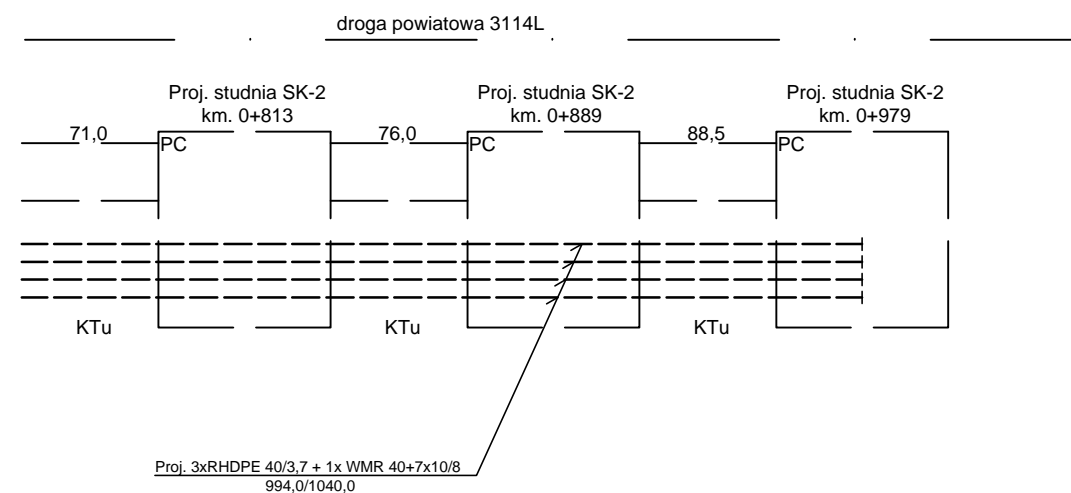 droga powiatowa 3114L
Proj. studnia SK-2
km. 0+813
Proj. studnia SK-2
km. 0+889
Proj. studnia SK-2
km. 0+979
71,0
PC
76,0
PC
88,5
PC
KTu
KTu
KTu
Proj. 3xRHDPE 40/3,7 + 1x WMR 40+7x10/8
994,0/1040,0